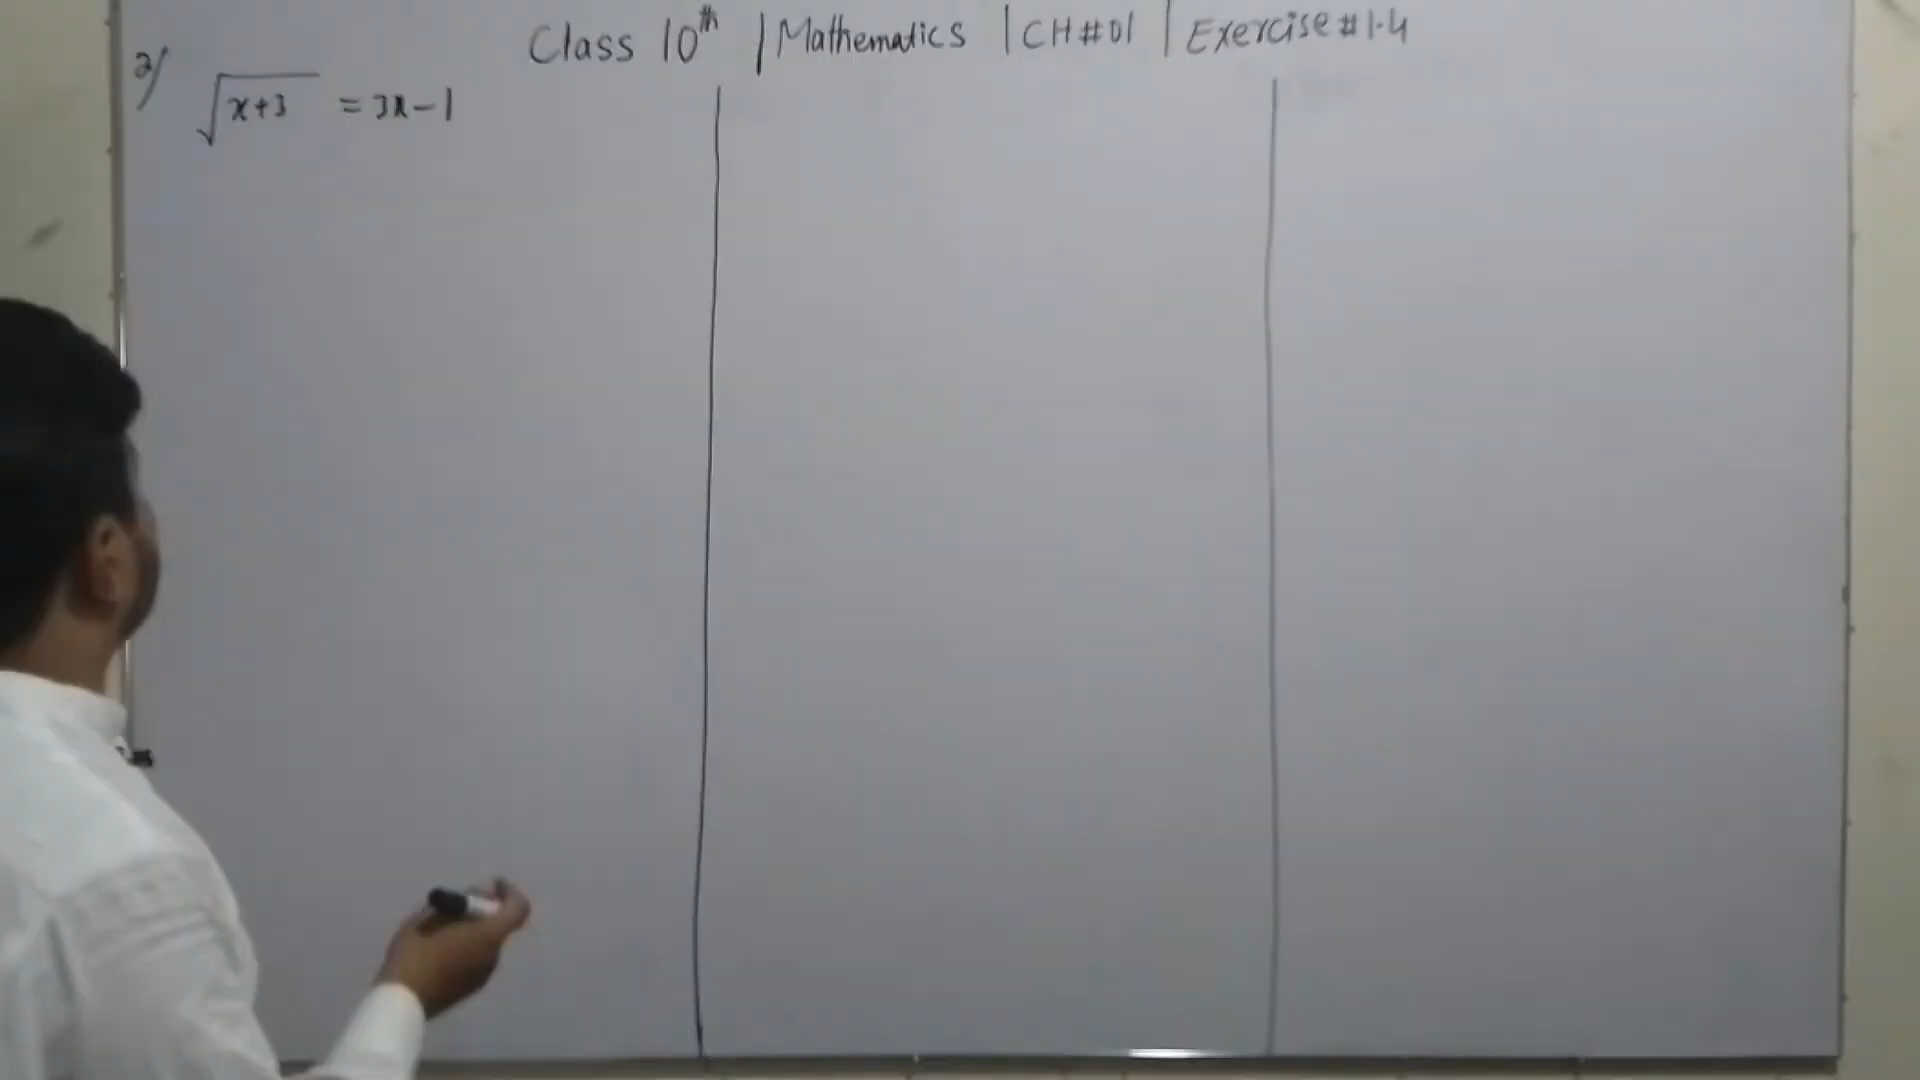 Class 10th | Mathematics | CH#01 | Exercise #1.4
2/ √x+3 = 3x-1